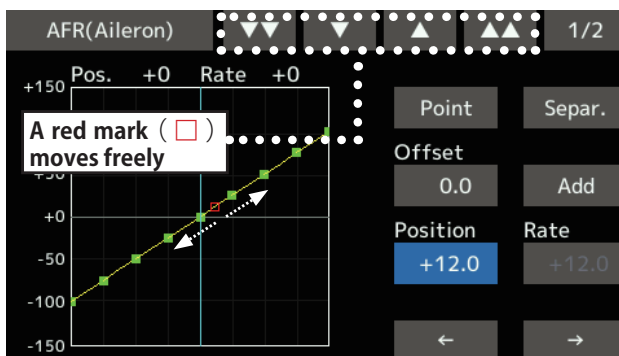 AFR(Aileron) ▼▼ ▼ ▲ ▲▲ 1/2
Pos. +0 Rate +0
+150
A red mark (□)
moves freely
+0
-50
-100
-150
Point Separ.
Offset
0.0 Add
Position Rate
+12.0 +12.0
← →